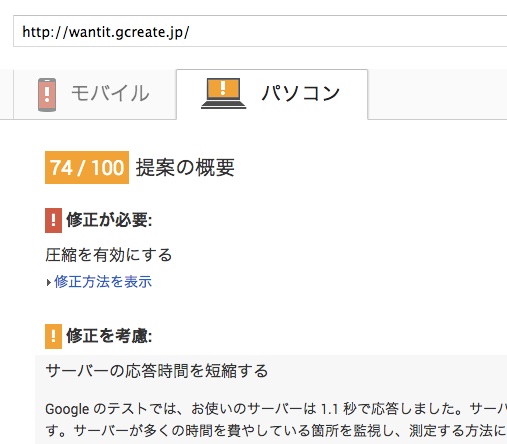 http://wantit.gcreate.jp/
モバイル
パソコン
74 / 100 提案の概要
! 修正が必要:
圧縮を有効にする
修正方法を表示
! 修正を考慮:
サーバーの応答時間を短縮する
Google のテストでは、お使いのサーバーは 1.1 秒で応答しました。サーバ
す。サーバーが多くの時間を費やしている箇所を監視し、測定する方法に